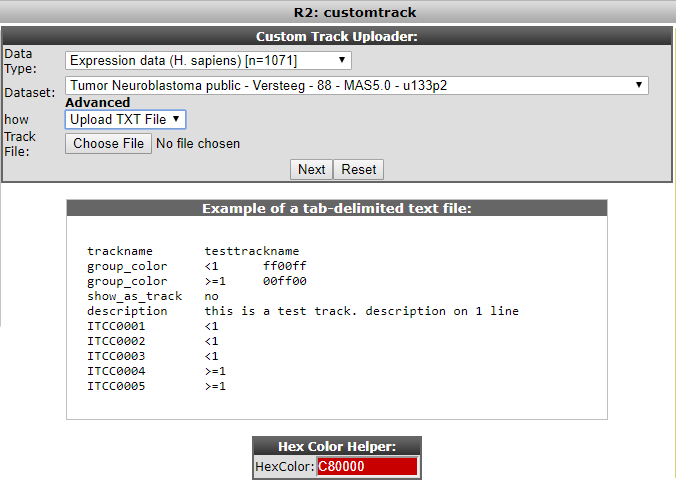 R2: customtrack
Custom Track Uploader:
Data Type: Expression data (H. sapiens) [n=1071]
Dataset: Tumor Neuroblastoma public - Versteeg - 88 - MAS5.0 - u133p2
Advanced
how Upload TXT File
Track File: Choose File No file chosen
Next Reset
Example of a tab-delimited text file:
trackname testtrackname
group_color <1 ff00ff
group_color >=1 00ff00
show_as_track no
description this is a test track. description on 1 line
ITCC0001 <1
ITCC0002 <1
ITCC0003 <1
ITCC0004 >=1
ITCC0005 >=1
Hex Color Helper:
HexColor: C80000